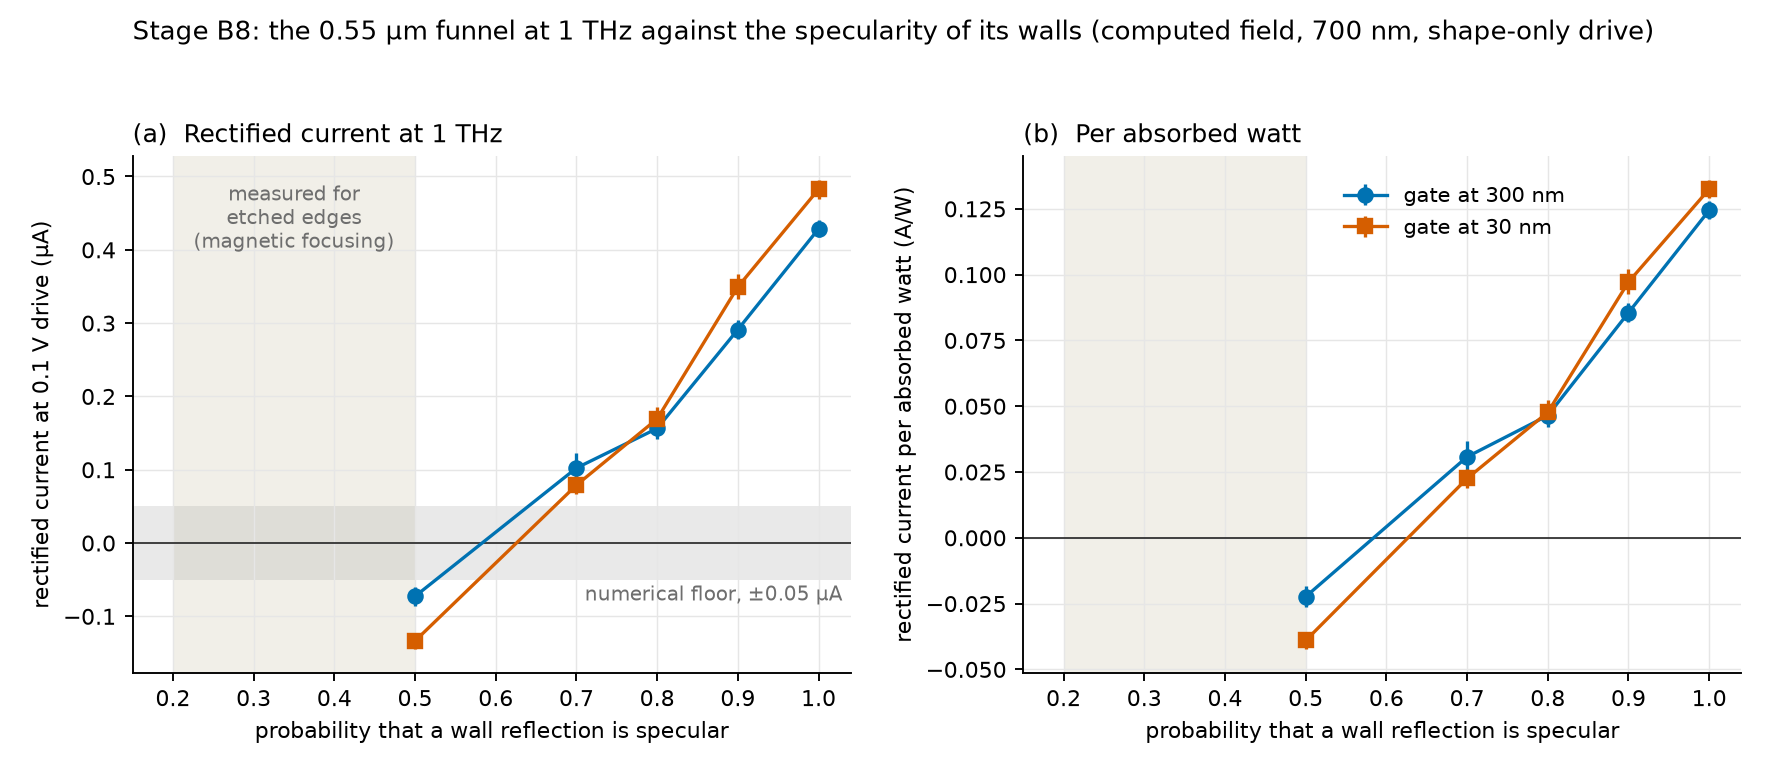 Stage B8: the 0.55 µm funnel at 1 THz against the specularity of its walls (computed field, 700 nm, shape-only drive)
(a) Rectified current at 1 THz
rectified current at 0.1 V drive (µA)
0.5
0.4
0.3
0.2
0.1
0.0
−0.1
measured for
etched edges
(magnetic focusing)
numerical floor, ±0.05 µA
0.2 0.3 0.4 0.5 0.6 0.7 0.8 0.9 1.0
probability that a wall reflection is specular
(b) Per absorbed watt
rectified current per absorbed watt (A/W)
0.125
0.100
0.075
0.050
0.025
0.000
−0.025
−0.050
gate at 300 nm
gate at 30 nm
0.2 0.3 0.4 0.5 0.6 0.7 0.8 0.9 1.0
probability that a wall reflection is specular